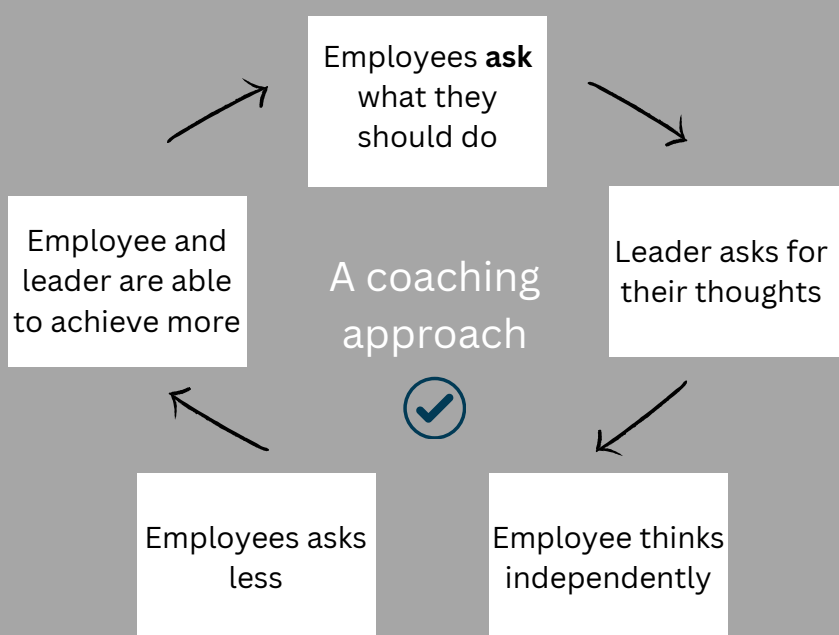 Employees ask
what they
should do
Leader asks for
their thoughts
Employee thinks
independently
Employees asks
less
Employee and
leader are able
to achieve more
A coaching
approach